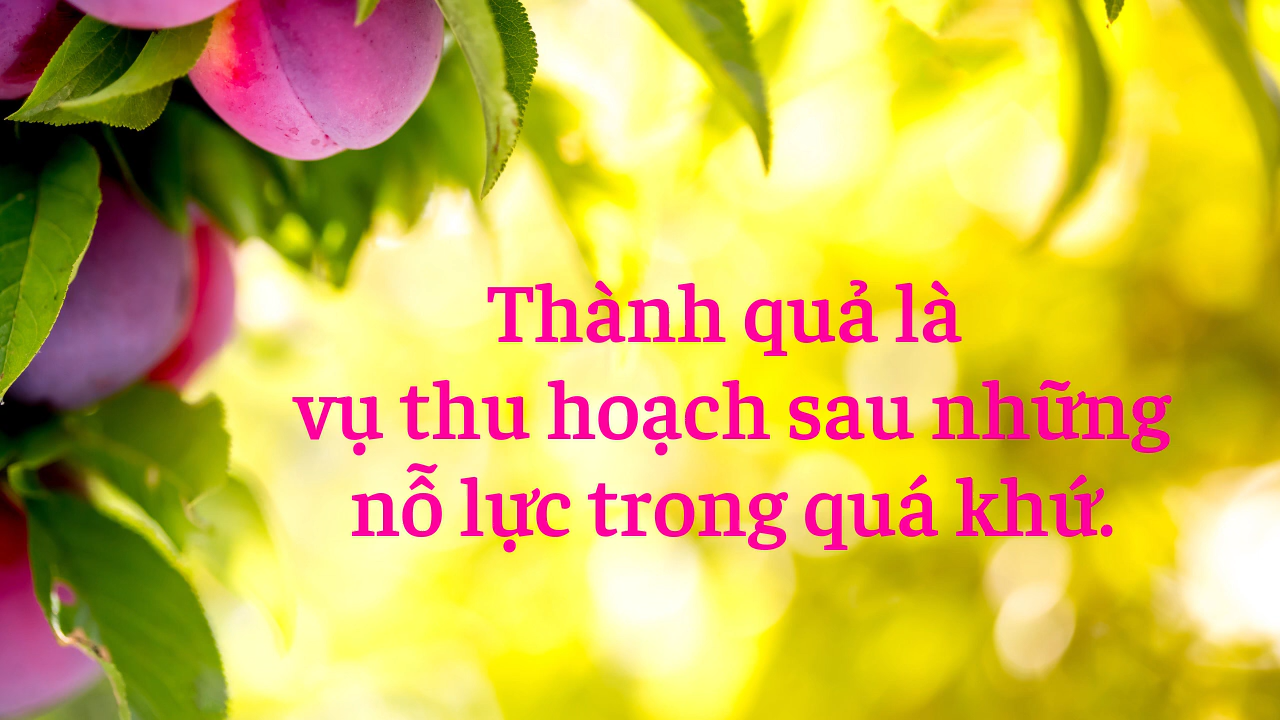 Thành quả là
vụ thu hoạch sau những
nỗ lực trong quá khứ.